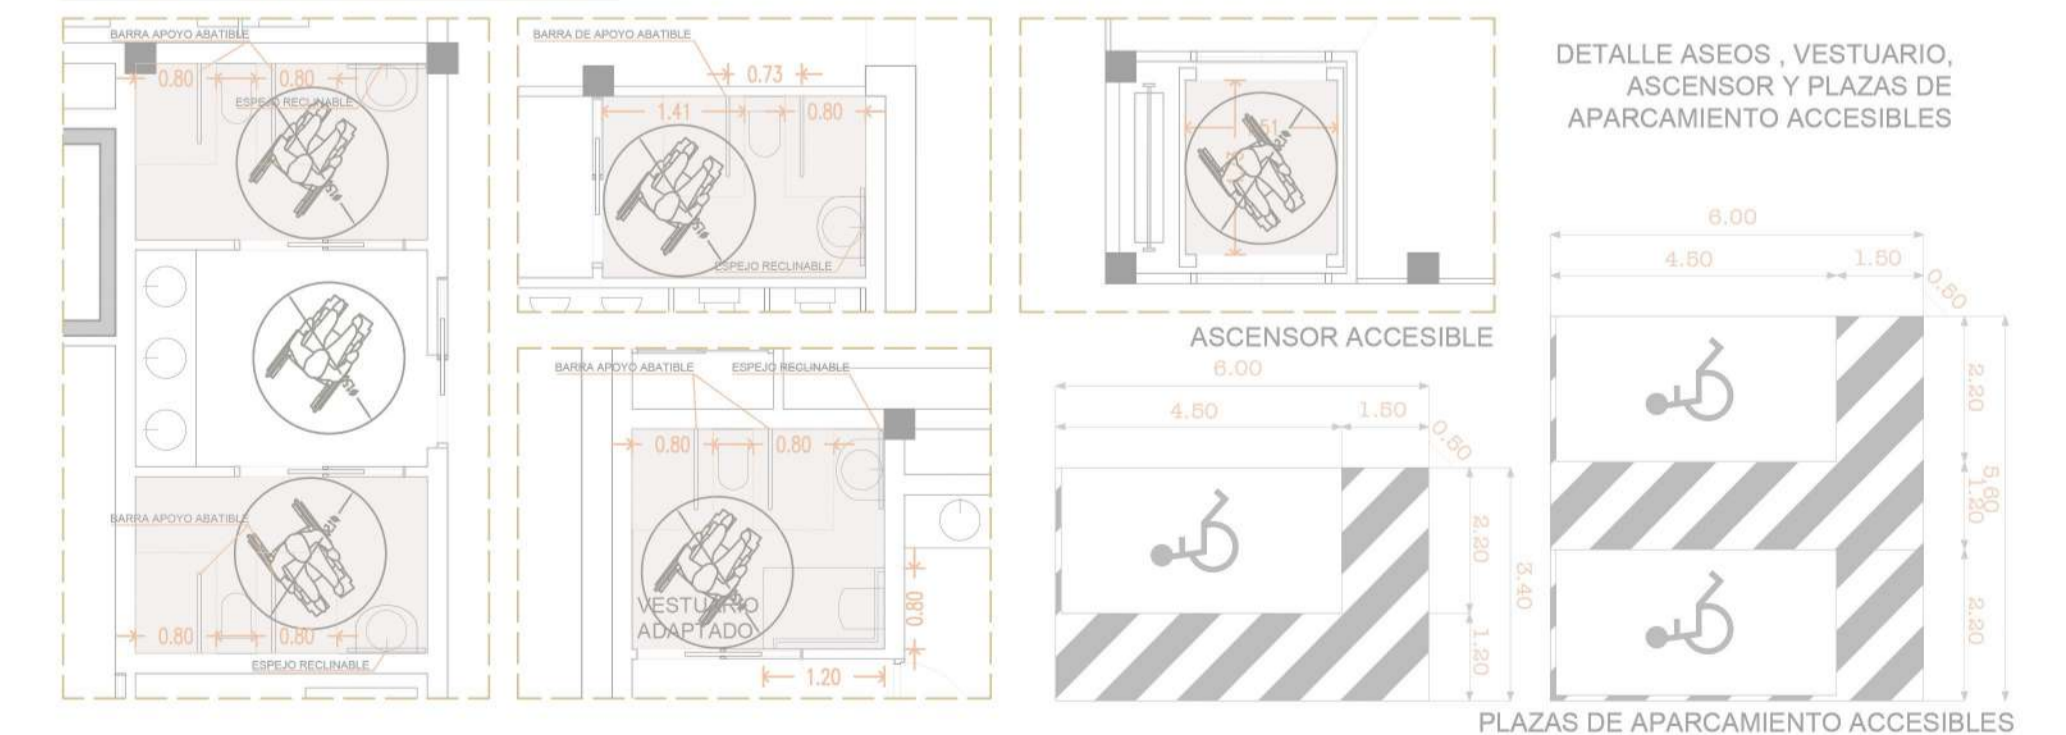 BARRA APOYO ABATIBLE
0.80
0.80
ESPEJO RECLINABLE
BARRA APOYO ABATIBLE
0.80
0.80
ESPEJO RECLINABLE
BARRA DE APOYO ABATIBLE
0.73
1.41
0.80
ESPEJO RECLINABLE
BARRA APOYO ABATIBLE
ESPEJO RECLINABLE
0.80
0.80
VESTUARIO
ADAPTADO
0.80
1.20
ASCENSOR ACCESIBLE
6.00
4.50
1.50
0.50
2.20
1.20
3.40
DETALLE ASEOS , VESTUARIO,
ASCENSOR Y PLAZAS DE
APARCAMIENTO ACCESIBLES
6.00
4.50
1.50
0.50
2.20
1.20
5.60
2.20
PLAZAS DE APARCAMIENTO ACCESIBLES